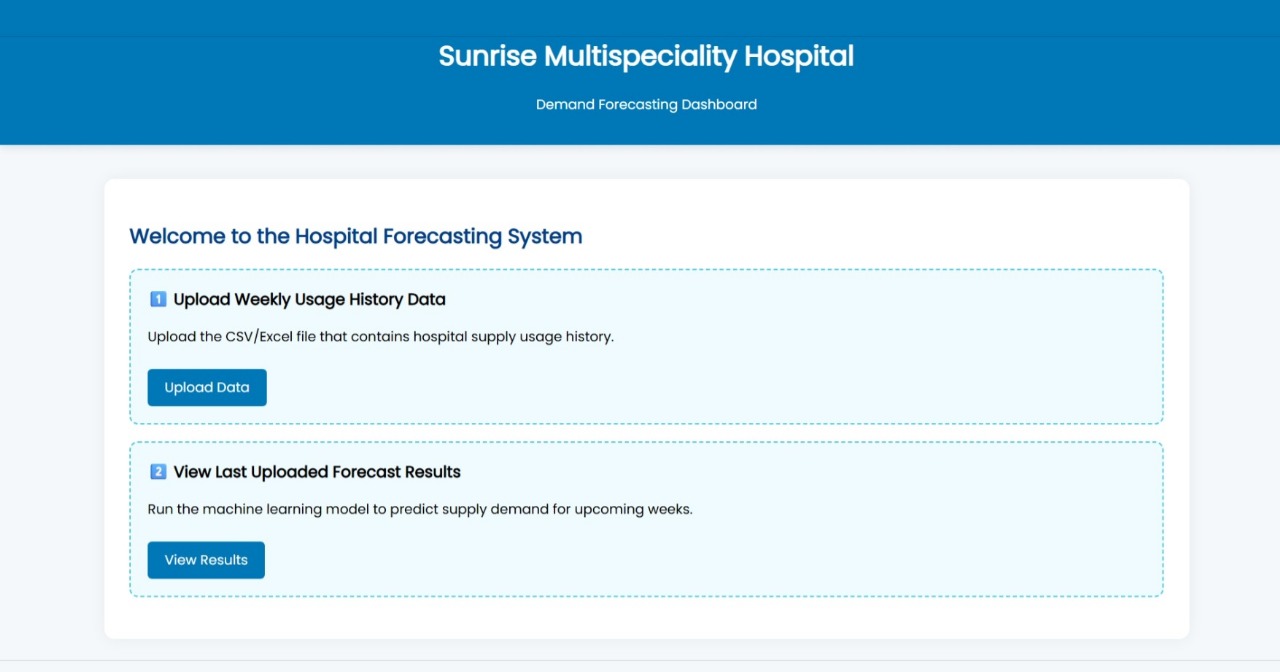 Sunrise Multispeciality Hospital
Demand Forecasting Dashboard
Welcome to the Hospital Forecasting System
1️⃣ Upload Weekly Usage History Data
Upload the CSV/Excel file that contains hospital supply usage history.
Upload Data
2️⃣ View Last Uploaded Forecast Results
Run the machine learning model to predict supply demand for upcoming weeks.
View Results